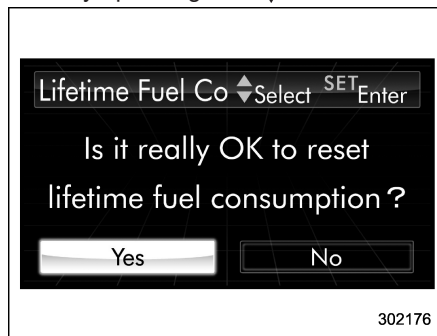 Lifetime Fuel Co Select SET Enter
Is it really OK to reset
lifetime fuel consumption?
Yes No
302176